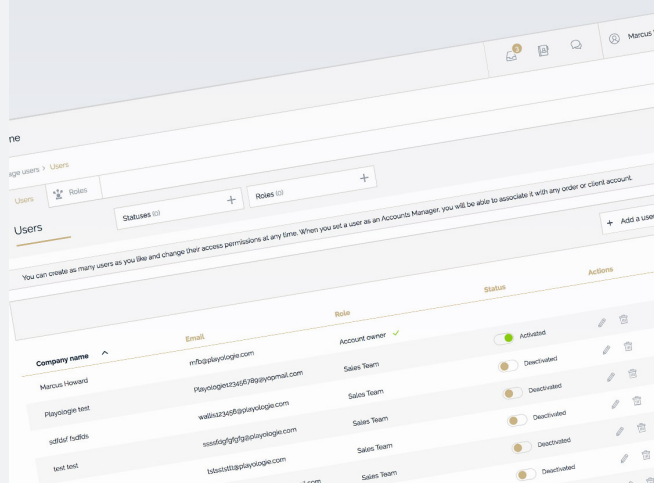 3
Marcus
ne
age users > Users
Users
Roles
Users
Statuses (0) +
Roles (0) +
You can create as many users as you like and change their access permissions at any time. When you set a user as an Accounts Manager, you will be able to associate it with any order or client account.
+ Add a user
Company name
Email
Role
Status
Actions
Marcus Howard
mfb@playologie.com
Account owner
Activated
Playologie test
Playologie123456789@yopmail.com
Sales Team
Deactivated
sdfdsf fsdfds
wallis123456@playologie.com
Sales Team
Deactivated
test test
ssssfdgfgfgfg@playologie.com
Sales Team
Deactivated
Sales Team
Deactivated
Sales Team
Deactivated